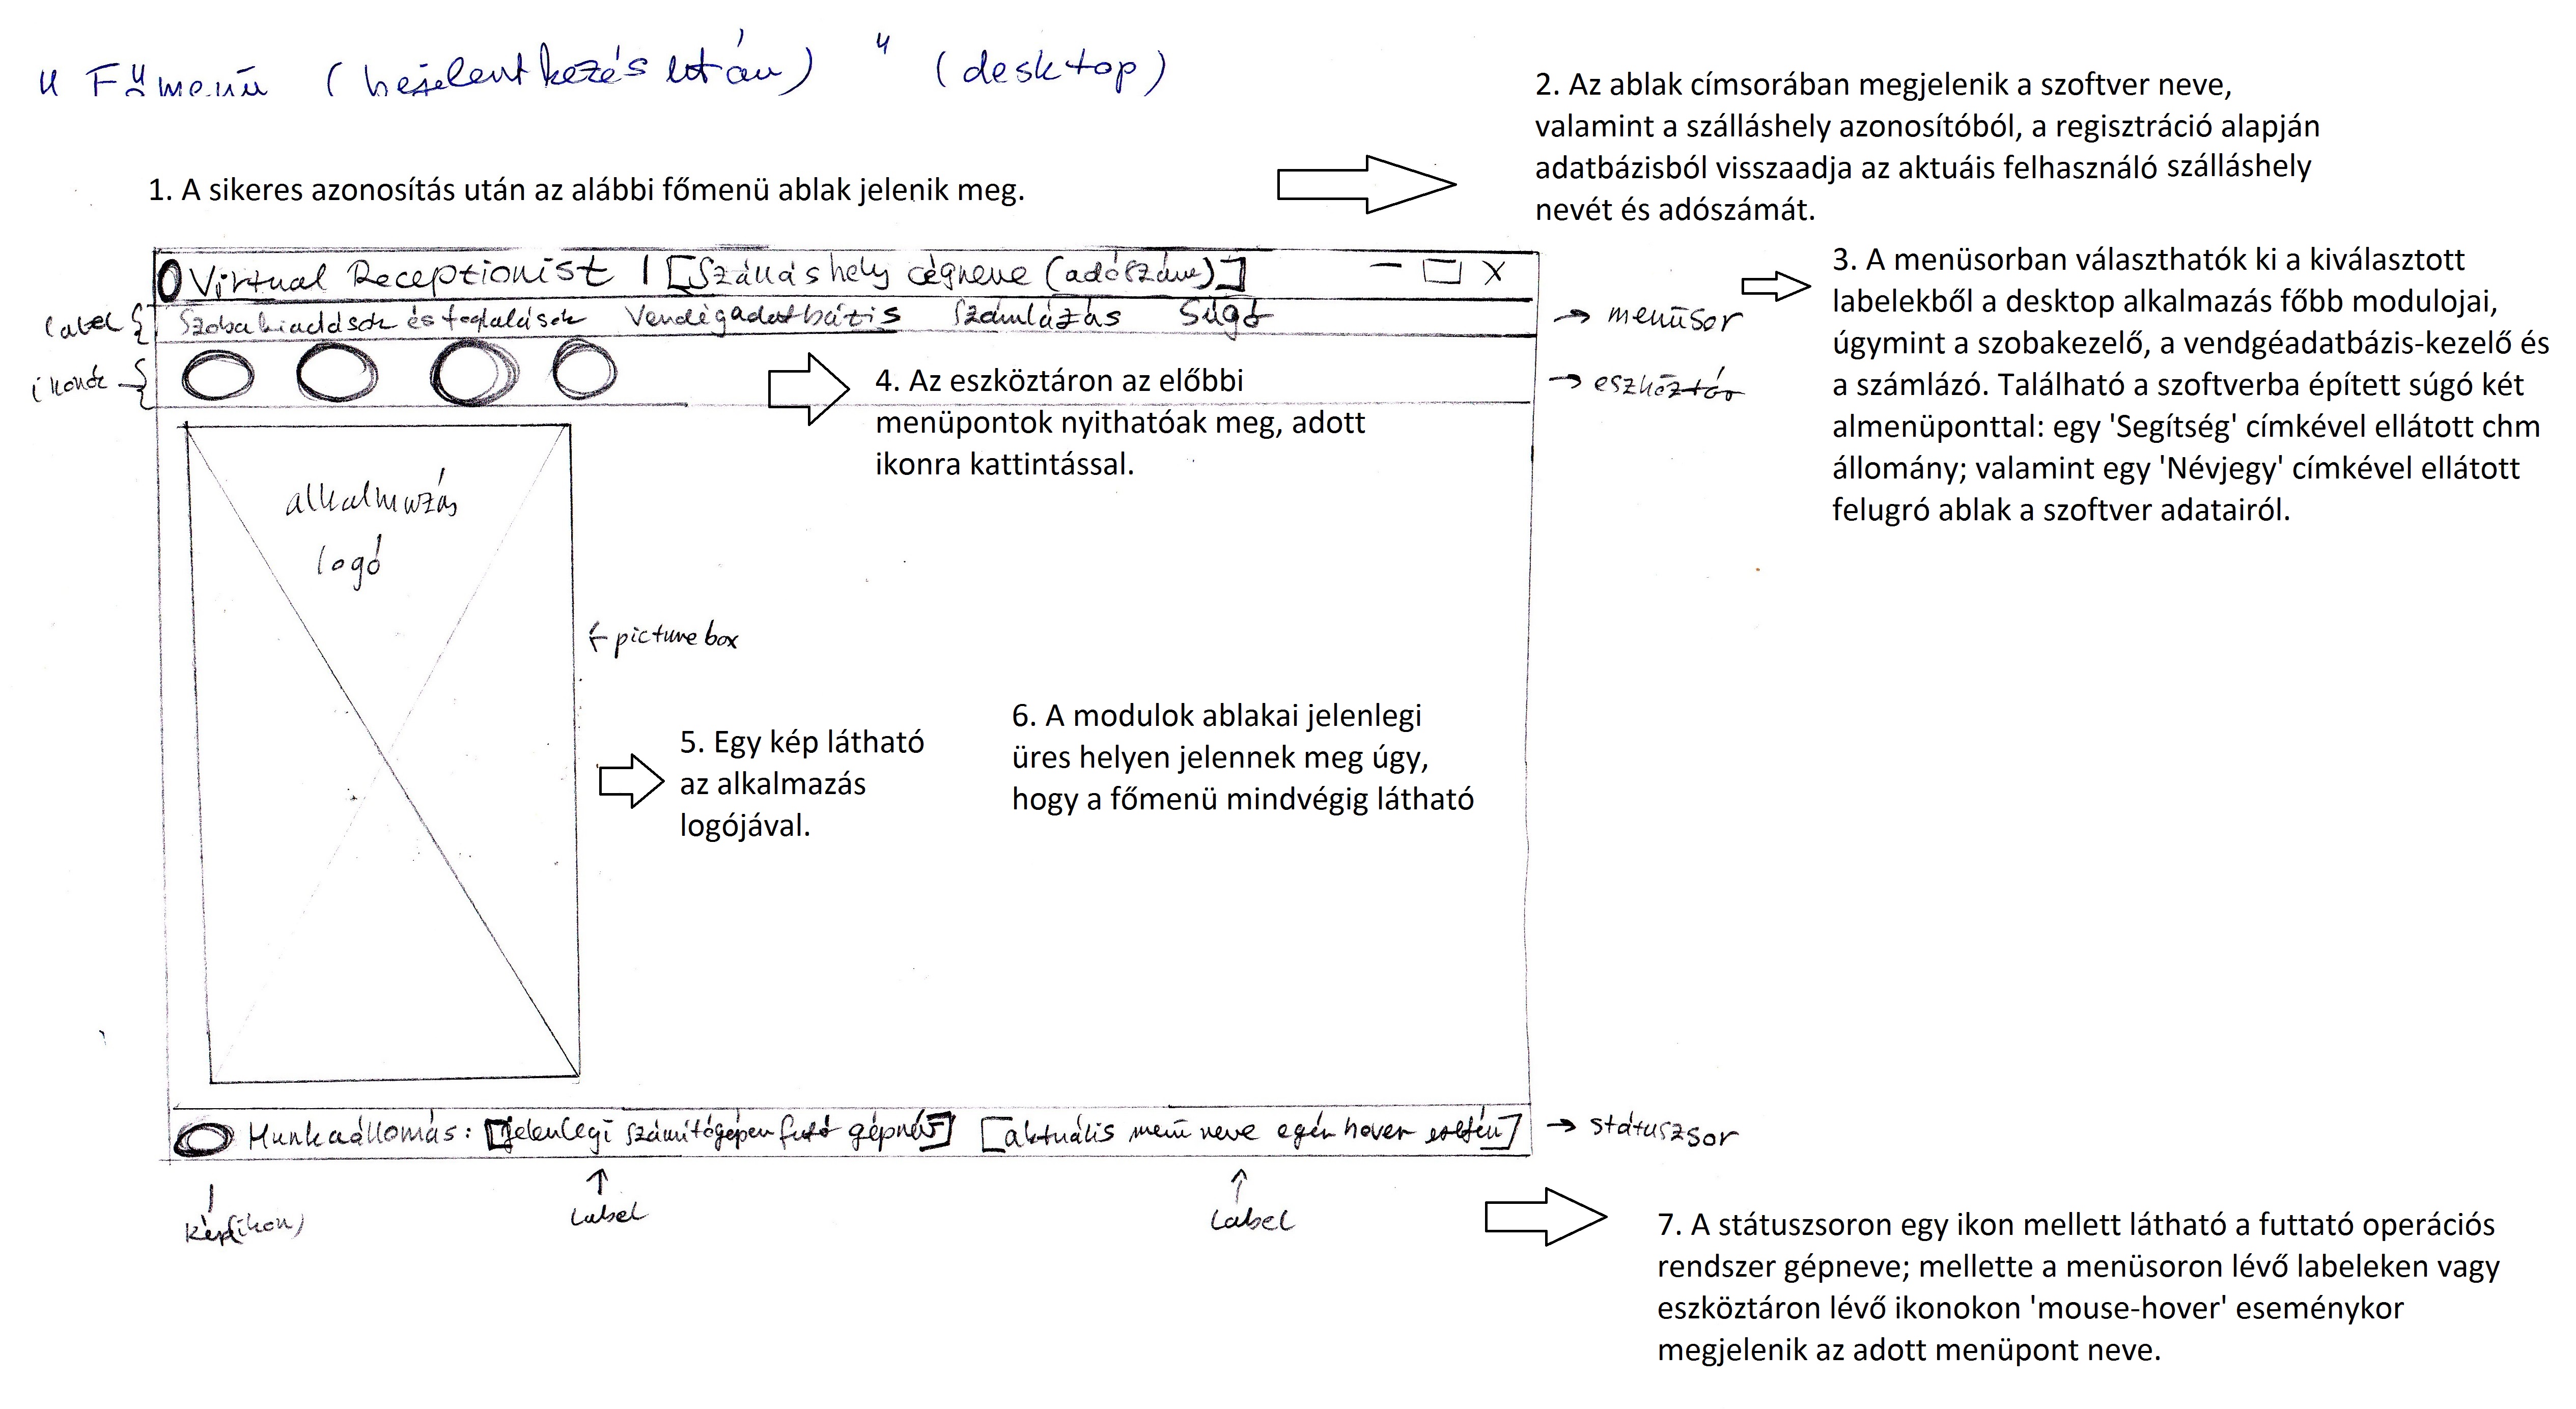 "Főmenü (bejelentkezés után)" (desktop)
1. A sikeres azonosítás után az alábbi főmenü ablak jelenik meg.
2. Az ablak címsorában megjelenik a szoftver neve,
valamint a szálláshely azonosítóból, a regisztráció alapján
adatbázisból visszaadja az aktuáis felhasználó szálláshely
nevét és adószámát.
Virtual Receptionist | [Szálláshely cégneve (adószáma)] – □ X
label
Szobakiadások és foglalások Vendégadatbázis Számlázás Súgó
→ menüsor
3. A menüsorban választhatók ki a kiválasztott
labelekből a desktop alkalmazás főbb modulojai,
úgymint a szobakezelő, a vendgéadatbázis-kezelő és
a számlázó. Található a szoftverba épített súgó két
almenüponttal: egy 'Segítség' címkével ellátott chm
állomány; valamint egy 'Névjegy' címkével ellátott
felugró ablak a szoftver adatairól.
ikonok
→ eszköztár
4. Az eszköztáron az előbbi
menüpontok nyithatóak meg, adott
ikonra kattintással.
alkalmazás
logó
← picture box
5. Egy kép látható
az alkalmazás
logójával.
6. A modulok ablakai jelenlegi
üres helyen jelennek meg úgy,
hogy a főmenü mindvégig látható
Munkaállomás: [jelenlegi számítógépen futó gépnév] [aktuális menü neve egér hover esetén]
→ státuszsor
kép(ikon)
label
label
7. A státuszsoron egy ikon mellett látható a futtató operációs
rendszer gépneve; mellette a menüsoron lévő labeleken vagy
eszköztáron lévő ikonokon 'mouse-hover' eseménykor
megjelenik az adott menüpont neve.